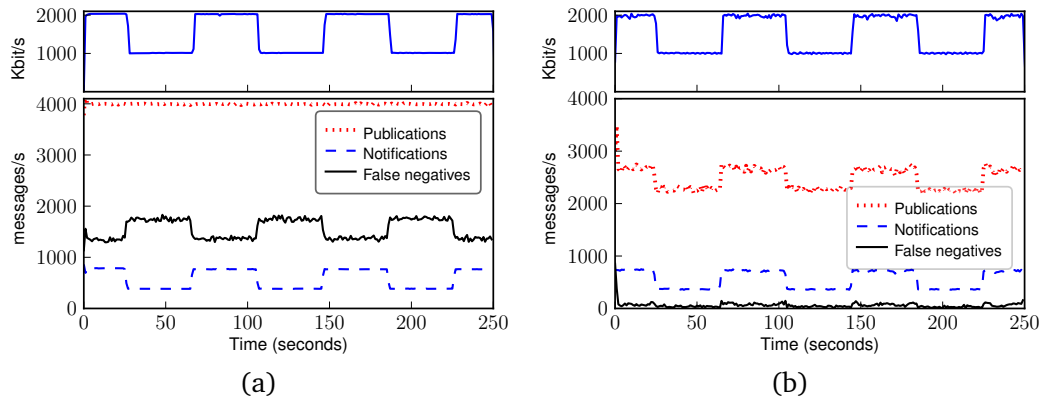 2000
1000
Kbit/s
4000
3000
2000
1000
0
messages/s
Publications
Notifications
False negatives
0 50 100 150 200 250
Time (seconds)
(a)
2000
1000
Kbit/s
4000
3000
2000
1000
0
messages/s
Publications
Notifications
False negatives
0 50 100 150 200 250
Time (seconds)
(b)